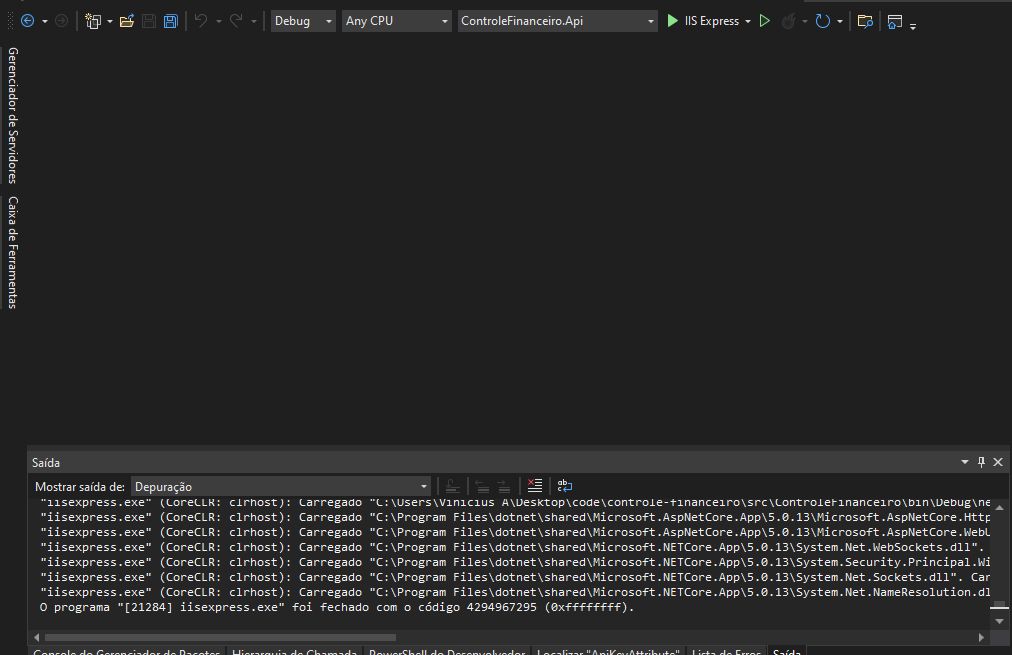 Debug Any CPU ControleFinanceiro.Api IIS Express
Gerenciador de Servidores
Caixa de Ferramentas
Saída
Mostrar saída de: Depuração
"iisexpress.exe" (CoreCLR: clrhost): Carregado "C:\Users\Vinicius A\Desktop\code\controle-financeiro\src\ControleFinanceiro\bin\Debug\ne
"iisexpress.exe" (CoreCLR: clrhost): Carregado "C:\Program Files\dotnet\shared\Microsoft.AspNetCore.App\5.0.13\Microsoft.AspNetCore.Http
"iisexpress.exe" (CoreCLR: clrhost): Carregado "C:\Program Files\dotnet\shared\Microsoft.AspNetCore.App\5.0.13\Microsoft.AspNetCore.WebU
"iisexpress.exe" (CoreCLR: clrhost): Carregado "C:\Program Files\dotnet\shared\Microsoft.NETCore.App\5.0.13\System.Net.WebSockets.dll".
"iisexpress.exe" (CoreCLR: clrhost): Carregado "C:\Program Files\dotnet\shared\Microsoft.NETCore.App\5.0.13\System.Security.Principal.Wi
"iisexpress.exe" (CoreCLR: clrhost): Carregado "C:\Program Files\dotnet\shared\Microsoft.NETCore.App\5.0.13\System.Net.Sockets.dll". Car
"iisexpress.exe" (CoreCLR: clrhost): Carregado "C:\Program Files\dotnet\shared\Microsoft.NETCore.App\5.0.13\System.Net.NameResolution.dl
O programa "[21284] iisexpress.exe" foi fechado com o código 4294967295 (0xffffffff).
Console do Gerenciador de Pacotes Hierarquia de Chamada PowerShell do Desenvolvedor Localizar "ApiKeyAttribute" Lista de Erros Saída